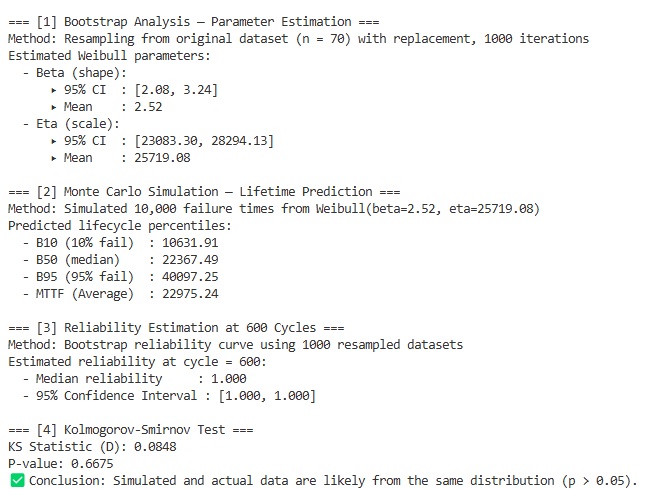 === [1] Bootstrap Analysis — Parameter Estimation ===
Method: Resampling from original dataset (n = 70) with replacement, 1000 iterations
Estimated Weibull parameters:
  - Beta (shape):
      ▸ 95% CI  : [2.08, 3.24]
      ▸ Mean    : 2.52
  - Eta (scale):
      ▸ 95% CI  : [23083.30, 28294.13]
      ▸ Mean    : 25719.08
=== [2] Monte Carlo Simulation — Lifetime Prediction ===
Method: Simulated 10,000 failure times from Weibull(beta=2.52, eta=25719.08)
Predicted lifecycle percentiles:
  - B10 (10% fail)  : 10631.91
  - B50 (median)    : 22367.49
  - B95 (95% fail)  : 40097.25
  - MTTF (Average)  : 22975.24
=== [3] Reliability Estimation at 600 Cycles ===
Method: Bootstrap reliability curve using 1000 resampled datasets
Estimated reliability at cycle = 600:
  - Median reliability     : 1.000
  - 95% Confidence Interval : [1.000, 1.000]
=== [4] Kolmogorov-Smirnov Test ===
KS Statistic (D): 0.0848
P-value: 0.6675
✅ Conclusion: Simulated and actual data are likely from the same distribution (p > 0.05).